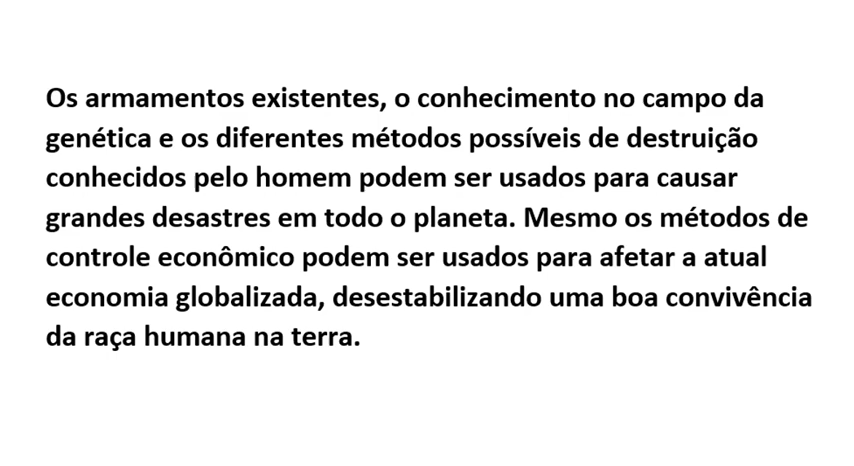 Os armamentos existentes, o conhecimento no campo da
genética e os diferentes métodos possíveis de destruição
conhecidos pelo homem podem ser usados para causar
grandes desastres em todo o planeta. Mesmo os métodos de
controle econômico podem ser usados para afetar a atual
economia globalizada, desestabilizando uma boa convivência
da raça humana na terra.